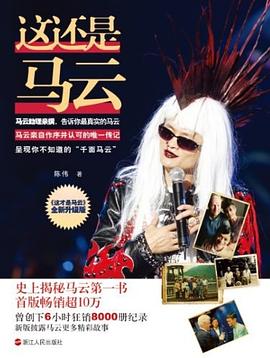 这还是
马云
马云助理亲撰，告诉你最真实的马云
马云亲自作序并认可的唯一传记
呈现你不知道的“千面马云”
陈伟 著
《这才是马云》
全新升级版
史上揭秘马云第一书
首版畅销超10万
曾创下6小时狂销8000册纪录
新版披露马云更多精彩故事
浙江人民出版社